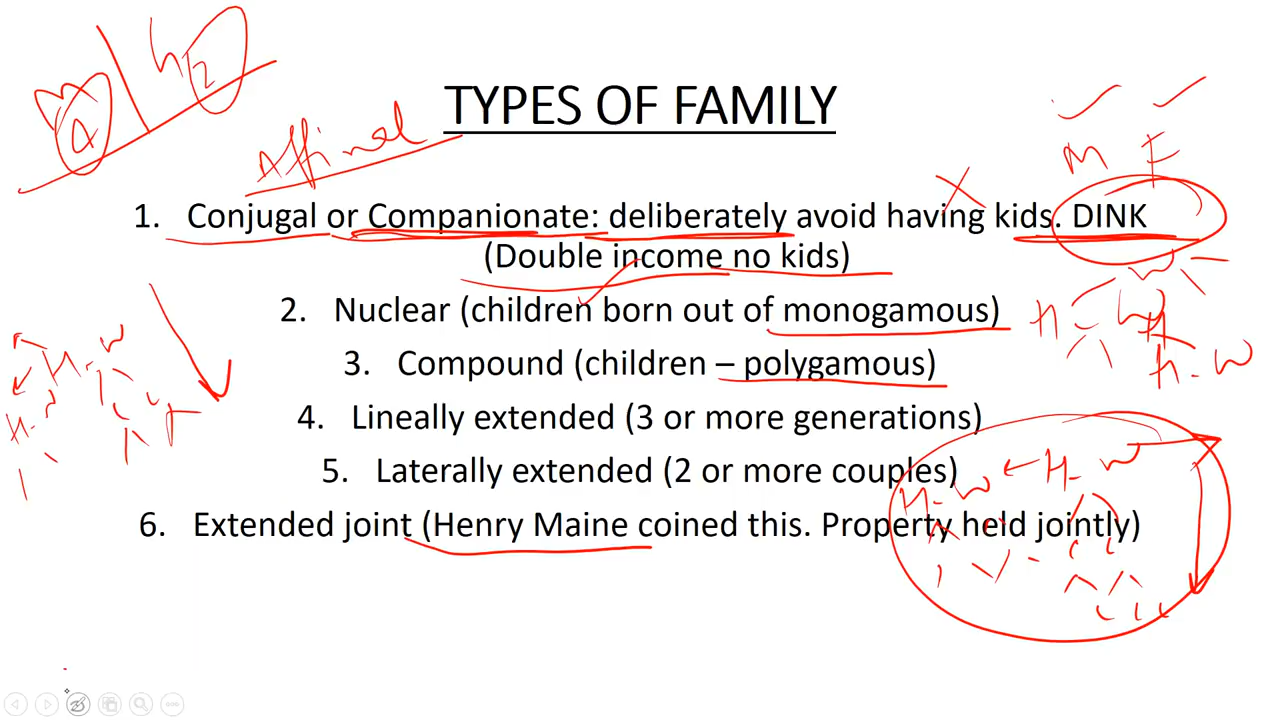 TYPES OF FAMILY
Affinal
M F
1. Conjugal or Companionate: deliberately avoid having kids. DINK
(Double income no kids)
2. Nuclear (children born out of monogamous)
3. Compound (children – polygamous)
H - W
4. Lineally extended (3 or more generations)
5. Laterally extended (2 or more couples)
H - W H - W
6. Extended joint (Henry Maine coined this. Property held jointly)